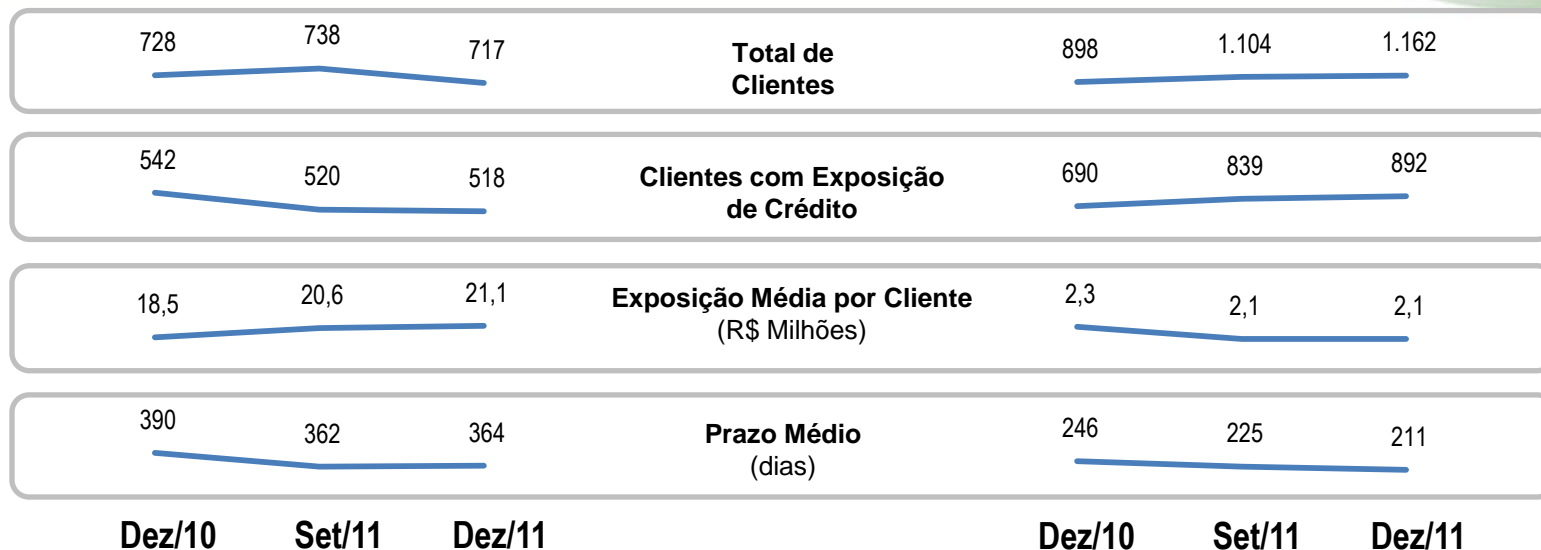 728 738 717 Total de Clientes 898 1.104 1.162
542 520 518 Clientes com Exposição de Crédito 690 839 892
18,5 20,6 21,1 Exposição Média por Cliente (R$ Milhões) 2,3 2,1 2,1
390 362 364 Prazo Médio (dias) 246 225 211
Dez/10 Set/11 Dez/11 Dez/10 Set/11 Dez/11